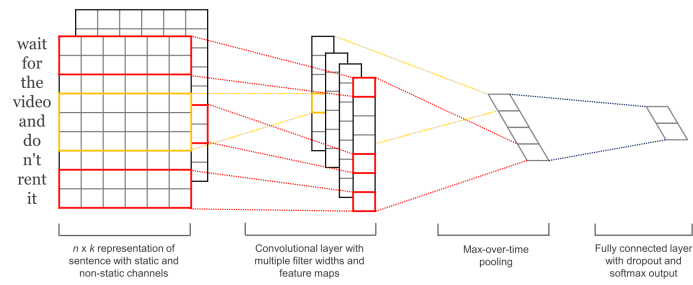 wait
for
the
video
and
do
n't
rent
it
n x k representation of
sentence with static and
non-static channels
Convolutional layer with
multiple filter widths and
feature maps
Max-over-time
pooling
Fully connected layer
with dropout and
softmax output